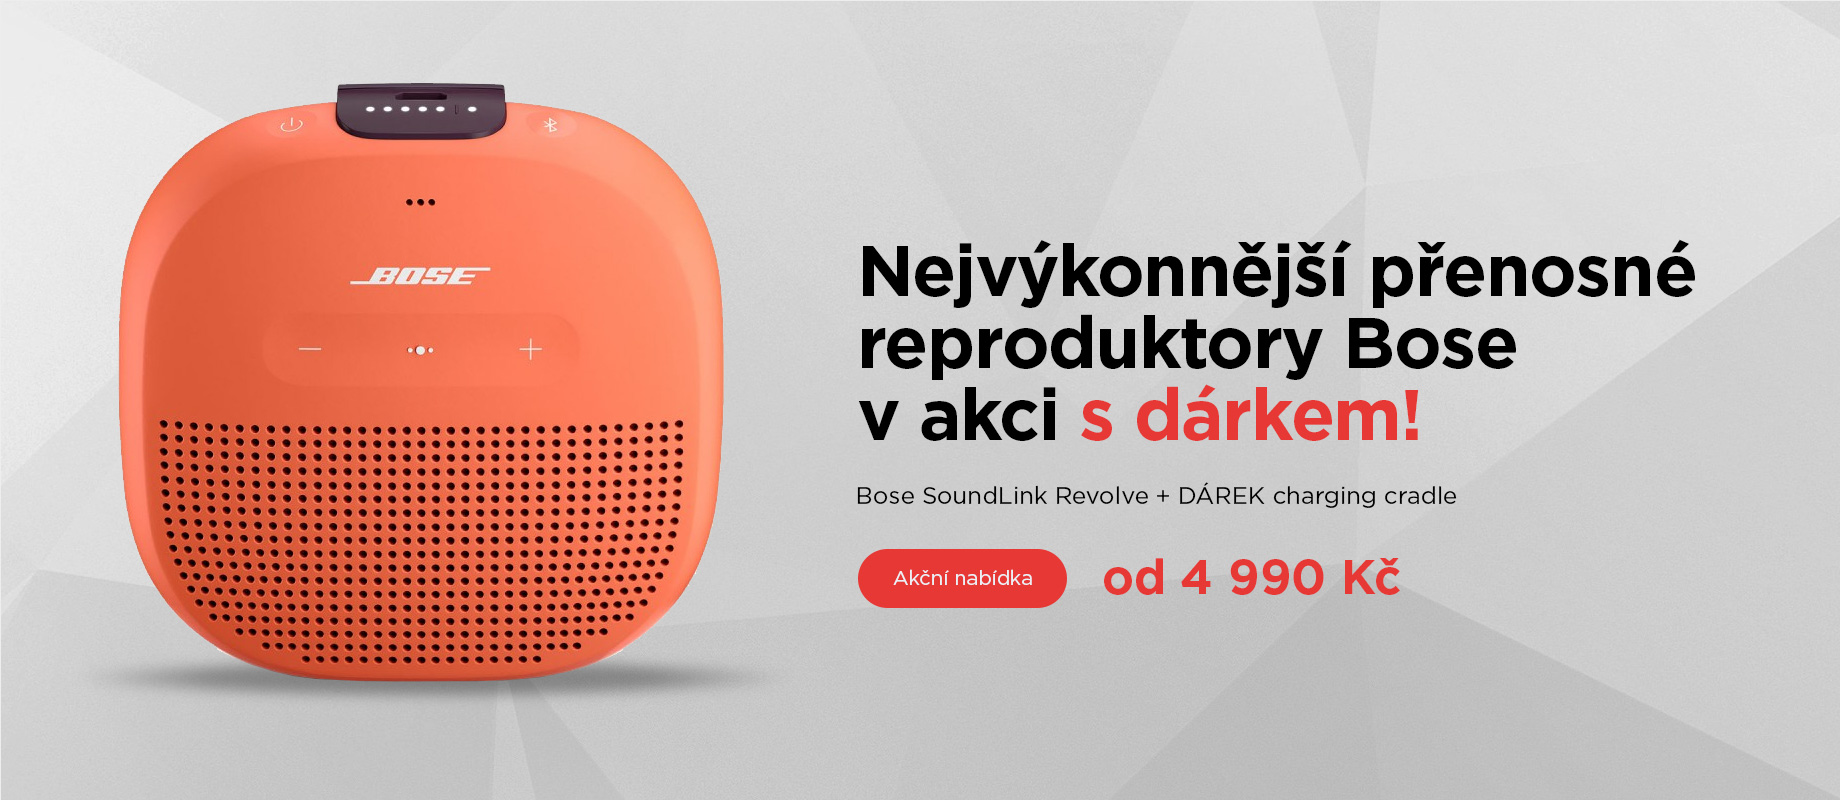 BOSE
Nejvýkonnější přenosné
reproduktory Bose
v akci s dárkem!
Bose SoundLink Revolve + DÁREK charging cradle
Akční nabídka
od 4 990 Kč